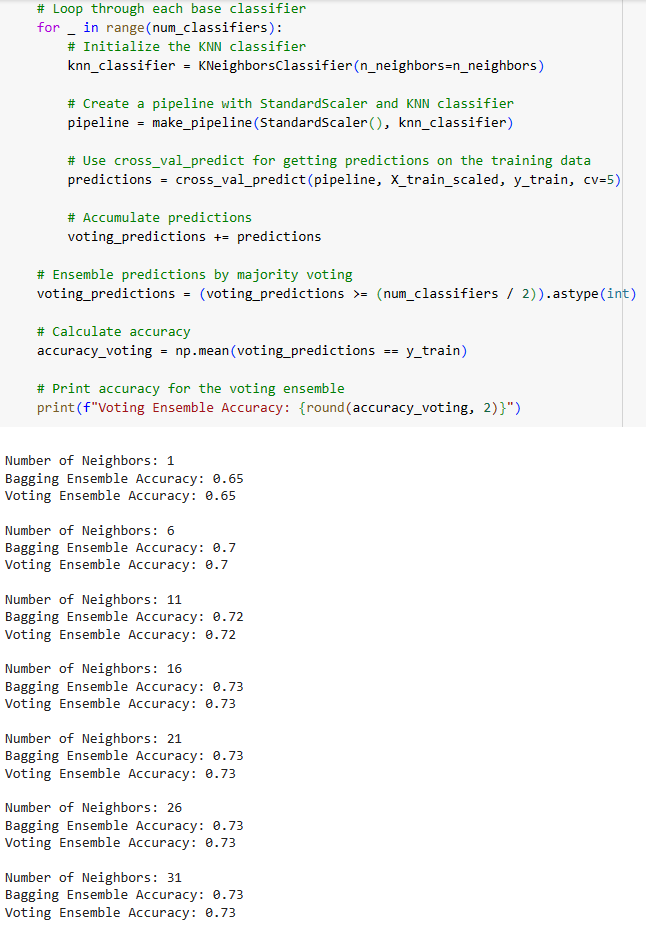 # Loop through each base classifier
for _ in range(num_classifiers):
# Initialize the KNN classifier
knn_classifier = KNeighborsClassifier(n_neighbors=n_neighbors)
# Create a pipeline with StandardScaler and KNN classifier
pipeline = make_pipeline(StandardScaler(), knn_classifier)
# Use cross_val_predict for getting predictions on the training data
predictions = cross_val_predict(pipeline, X_train_scaled, y_train, cv=5)
# Accumulate predictions
voting_predictions += predictions
# Ensemble predictions by majority voting
voting_predictions = (voting_predictions >= (num_classifiers / 2)).astype(int)
# Calculate accuracy
accuracy_voting = np.mean(voting_predictions == y_train)
# Print accuracy for the voting ensemble
print(f"Voting Ensemble Accuracy: {round(accuracy_voting, 2)}")
Number of Neighbors: 1
Bagging Ensemble Accuracy: 0.65
Voting Ensemble Accuracy: 0.65
Number of Neighbors: 6
Bagging Ensemble Accuracy: 0.7
Voting Ensemble Accuracy: 0.7
Number of Neighbors: 11
Bagging Ensemble Accuracy: 0.72
Voting Ensemble Accuracy: 0.72
Number of Neighbors: 16
Bagging Ensemble Accuracy: 0.73
Voting Ensemble Accuracy: 0.73
Number of Neighbors: 21
Bagging Ensemble Accuracy: 0.73
Voting Ensemble Accuracy: 0.73
Number of Neighbors: 26
Bagging Ensemble Accuracy: 0.73
Voting Ensemble Accuracy: 0.73
Number of Neighbors: 31
Bagging Ensemble Accuracy: 0.73
Voting Ensemble Accuracy: 0.73